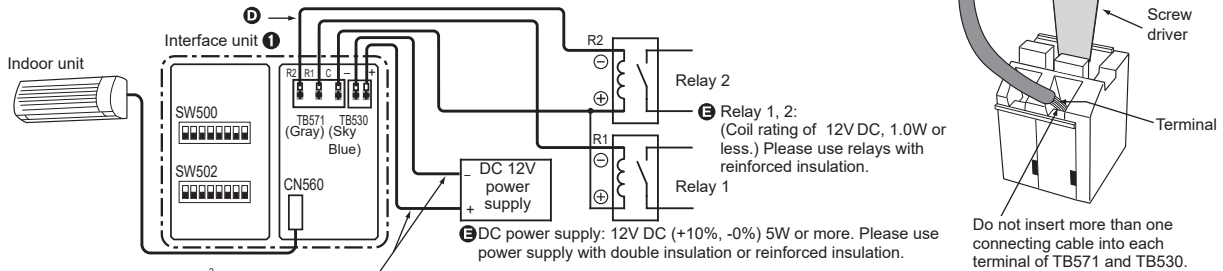 D
Interface unit 1
Indoor unit
R2 R1 C – +
SW500
TB571 TB530
(Gray) (Sky
Blue)
SW502
CN560
R2
–
+
Relay 2
R1
–
+
Relay 1
DC 12V
power
supply
–
+
E Relay 1, 2:
(Coil rating of 12V DC, 1.0W or
less.) Please use relays with
reinforced insulation.
E DC power supply: 12V DC (+10%, -0%) 5W or more. Please use
power supply with double insulation or reinforced insulation.
Screw
driver
Terminal
Do not insert more than one
connecting cable into each
terminal of TB571 and TB530.